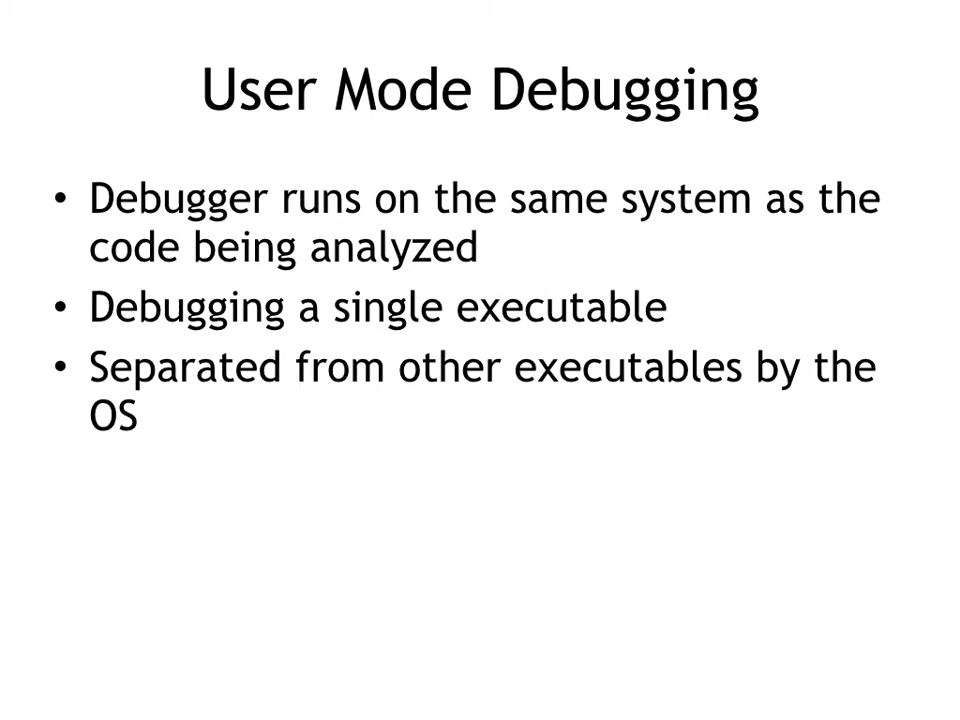 User Mode Debugging
• Debugger runs on the same system as the
code being analyzed
• Debugging a single executable
• Separated from other executables by the
OS